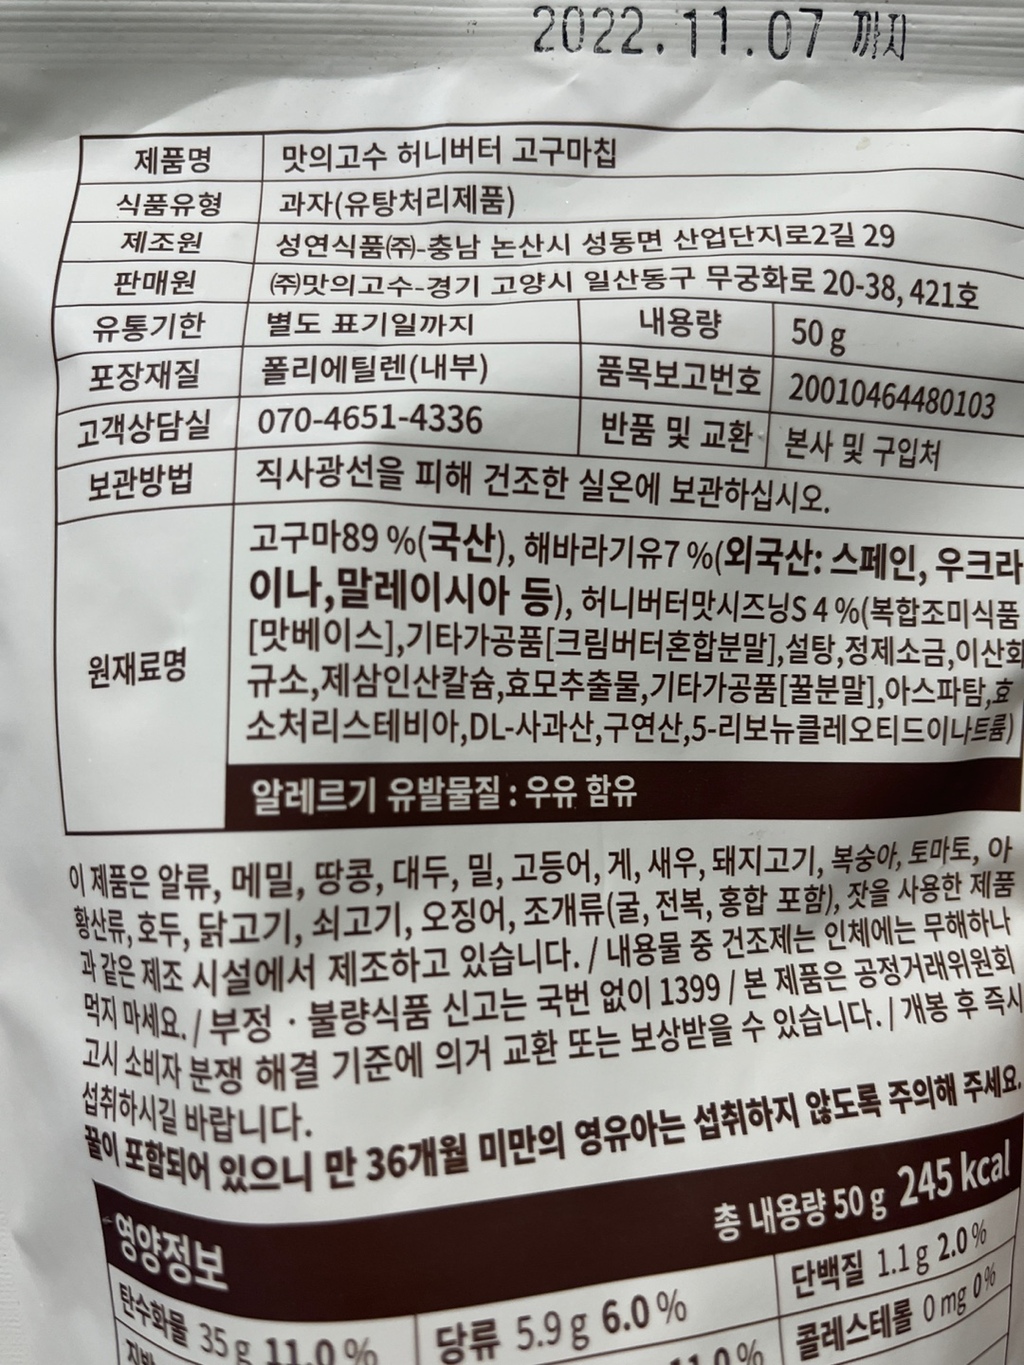 2022.11.07 까지
제품명 맛의고수 허니버터 고구마칩
식품유형 과자(유탕처리제품)
제조원 성연식품㈜-충남 논산시 성동면 산업단지로2길 29
판매원 ㈜맛의고수-경기 고양시 일산동구 무궁화로 20-38, 421호
유통기한 별도 표기일까지 내용량 50 g
포장재질 폴리에틸렌(내부) 품목보고번호 20010464480103
고객상담실 070-4651-4336 반품 및 교환 본사 및 구입처
보관방법 직사광선을 피해 건조한 실온에 보관하십시오.
원재료명
고구마89 %(국산), 해바라기유7 %(외국산: 스페인, 우크라
이나,말레이시아 등), 허니버터맛시즈닝S 4 %(복합조미식품
[맛베이스],기타가공품[크림버터혼합분말],설탕,정제소금,이산화
규소,제삼인산칼슘,효모추출물,기타가공품[꿀분말],아스파탐,효
소처리스테비아,DL-사과산,구연산,5-리보뉴클레오티드이나트륨)
알레르기 유발물질 : 우유 함유
이 제품은 알류, 메밀, 땅콩, 대두, 밀, 고등어, 게, 새우, 돼지고기, 복숭아, 토마토, 아
황산류, 호두, 닭고기, 쇠고기, 오징어, 조개류(굴, 전복, 홍합 포함), 잣을 사용한 제품
과 같은 제조 시설에서 제조하고 있습니다. / 내용물 중 건조제는 인체에는 무해하나
먹지 마세요. / 부정 · 불량식품 신고는 국번 없이 1399 / 본 제품은 공정거래위원회
고시 소비자 분쟁 해결 기준에 의거 교환 또는 보상받을 수 있습니다. / 개봉 후 즉시
섭취하시길 바랍니다.
꿀이 포함되어 있으니 만 36개월 미만의 영유아는 섭취하지 않도록 주의해 주세요.
영양정보 총 내용량 50 g 245 kcal
탄수화물 35 g 11.0 % 당류 5.9 g 6.0 % 단백질 1.1 g 2.0 %
콜레스테롤 0 mg 0 %